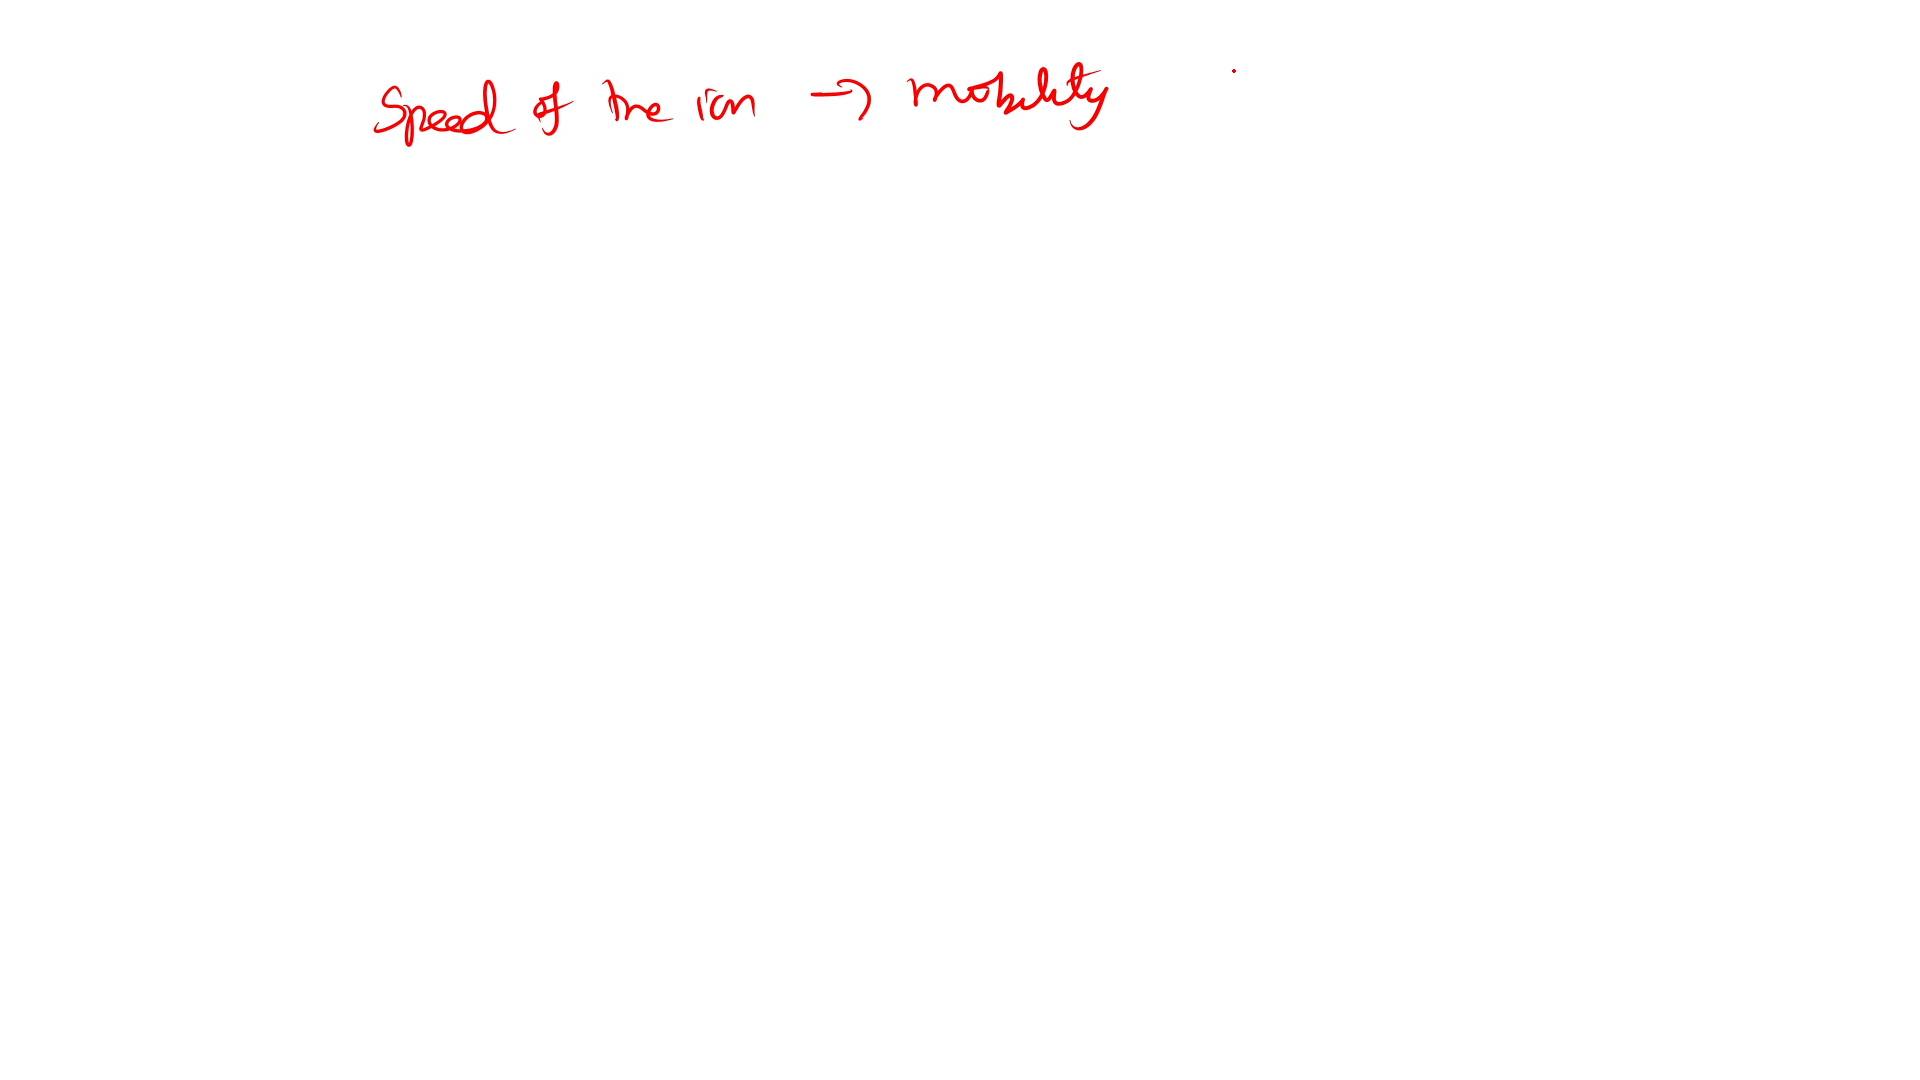 Speed of the ion → mobility